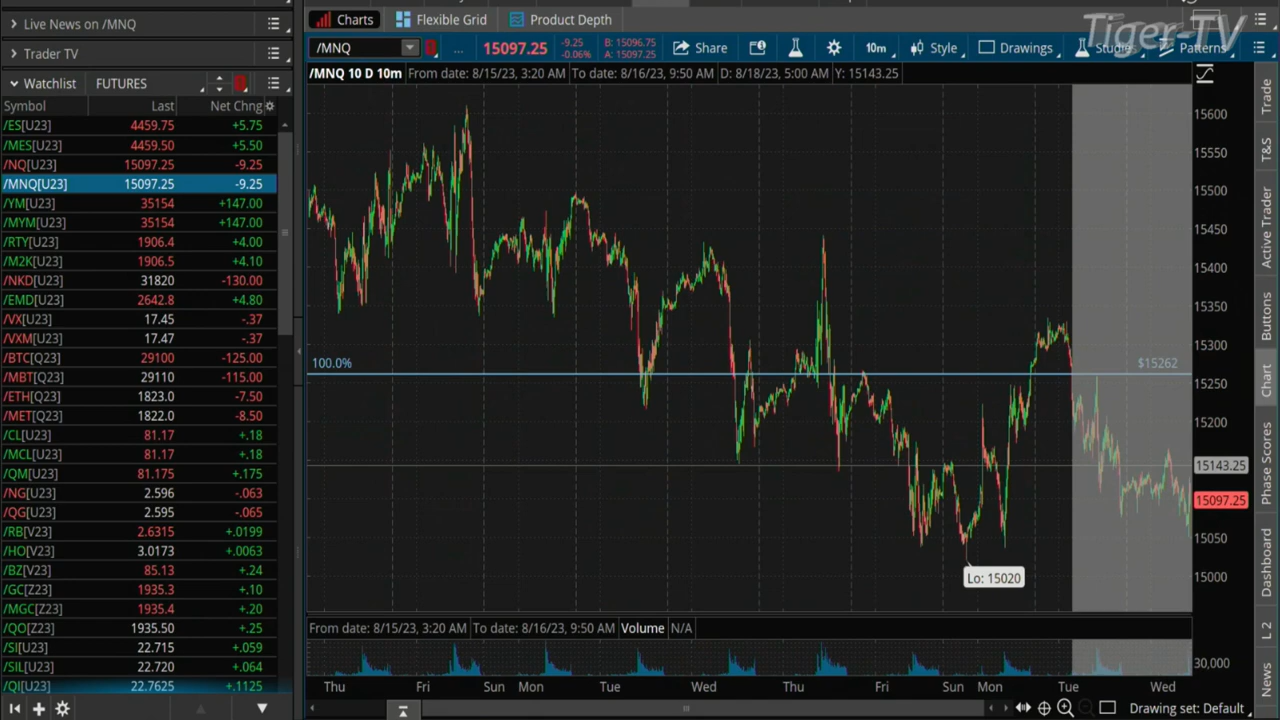 Live News on /MNQ
Trader TV
Watchlist FUTURES
Symbol Last Net Chng
/ES[U23] 4459.75 +5.75
/MES[U23] 4459.50 +5.50
/NQ[U23] 15097.25 -9.25
/MNQ[U23] 15097.25 -9.25
/YM[U23] 35154 +147.00
/MYM[U23] 35154 +147.00
/RTY[U23] 1906.4 +4.00
/M2K[U23] 1906.5 +4.10
/NKD[U23] 31820 -130.00
/EMD[U23] 2642.8 +4.80
/VX[U23] 17.45 -.37
/VXM[U23] 17.47 -.37
/BTC[Q23] 29100 -125.00
/MBT[Q23] 29110 -115.00
/ETH[Q23] 1823.0 -7.50
/MET[Q23] 1822.0 -8.50
/CL[U23] 81.17 +.18
/MCL[U23] 81.17 +.18
/QM[U23] 81.175 +.175
/NG[U23] 2.596 -.063
/QG[U23] 2.596 -.065
/RB[V23] 2.6315 +.0199
/HO[V23] 3.0173 +.0063
/BZ[V23] 85.13 +.24
/GC[Z23] 1935.3 +.10
/MGC[Z23] 1935.4 +.20
/QO[Z23] 1935.50 +.25
/SI[U23] 22.715 +.059
/SIL[U23] 22.720 +.064
/QI[U23] 22.7625 +.1125
Charts Flexible Grid Product Depth
Tiger-TV
/MNQ ... 15097.25 -9.25 -0.06% B: 15096.75 A: 15097.25 Share 10m Style Drawings Studies Patterns
/MNQ 10 D 10m From date: 8/15/23, 3:20 AM To date: 8/16/23, 9:50 AM D: 8/18/23, 5:00 AM Y: 15143.25
15600
15550
15500
15450
15400
15350
15300
100.0% $15262
15250
15200
15143.25
15097.25
15050
Lo: 15020
15000
From date: 8/15/23, 3:20 AM To date: 8/16/23, 9:50 AM Volume N/A
30,000
Thu Fri Sun Mon Tue Wed Thu Fri Sun Mon Tue Wed
Drawing set: Default
Trade
T&S
Active Trader
Buttons
Chart
Phase Scores
Dashboard
L 2
News